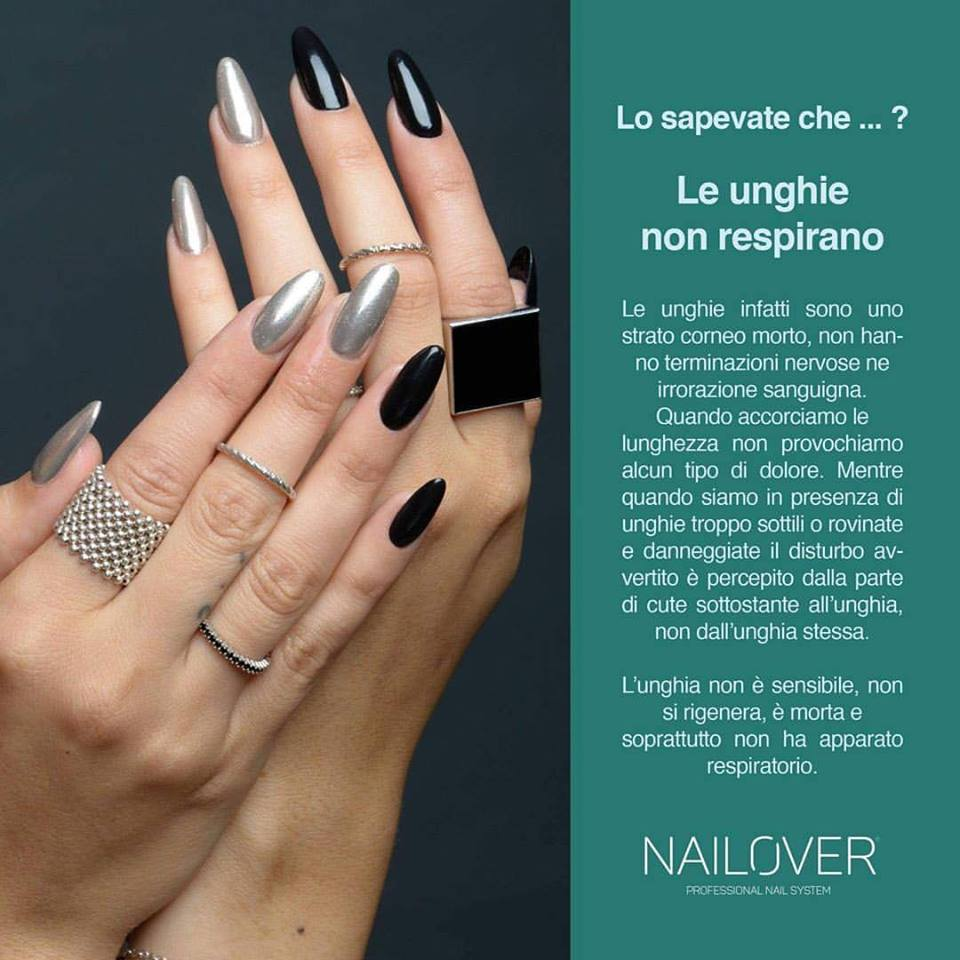 Lo sapevate che ... ?
Le unghie
non respirano
Le unghie infatti sono uno
strato corneo morto, non han-
no terminazioni nervose ne
irrorazione sanguigna.
Quando accorciamo le
lunghezza non provochiamo
alcun tipo di dolore. Mentre
quando siamo in presenza di
unghie troppo sottili o rovinate
e danneggiate il disturbo av-
vertito è percepito dalla parte
di cute sottostante all'unghia,
non dall'unghia stessa.
L'unghia non è sensibile, non
si rigenera, è morta e
soprattutto non ha apparato
respiratorio.
NAILOVER
PROFESSIONAL NAIL SYSTEM